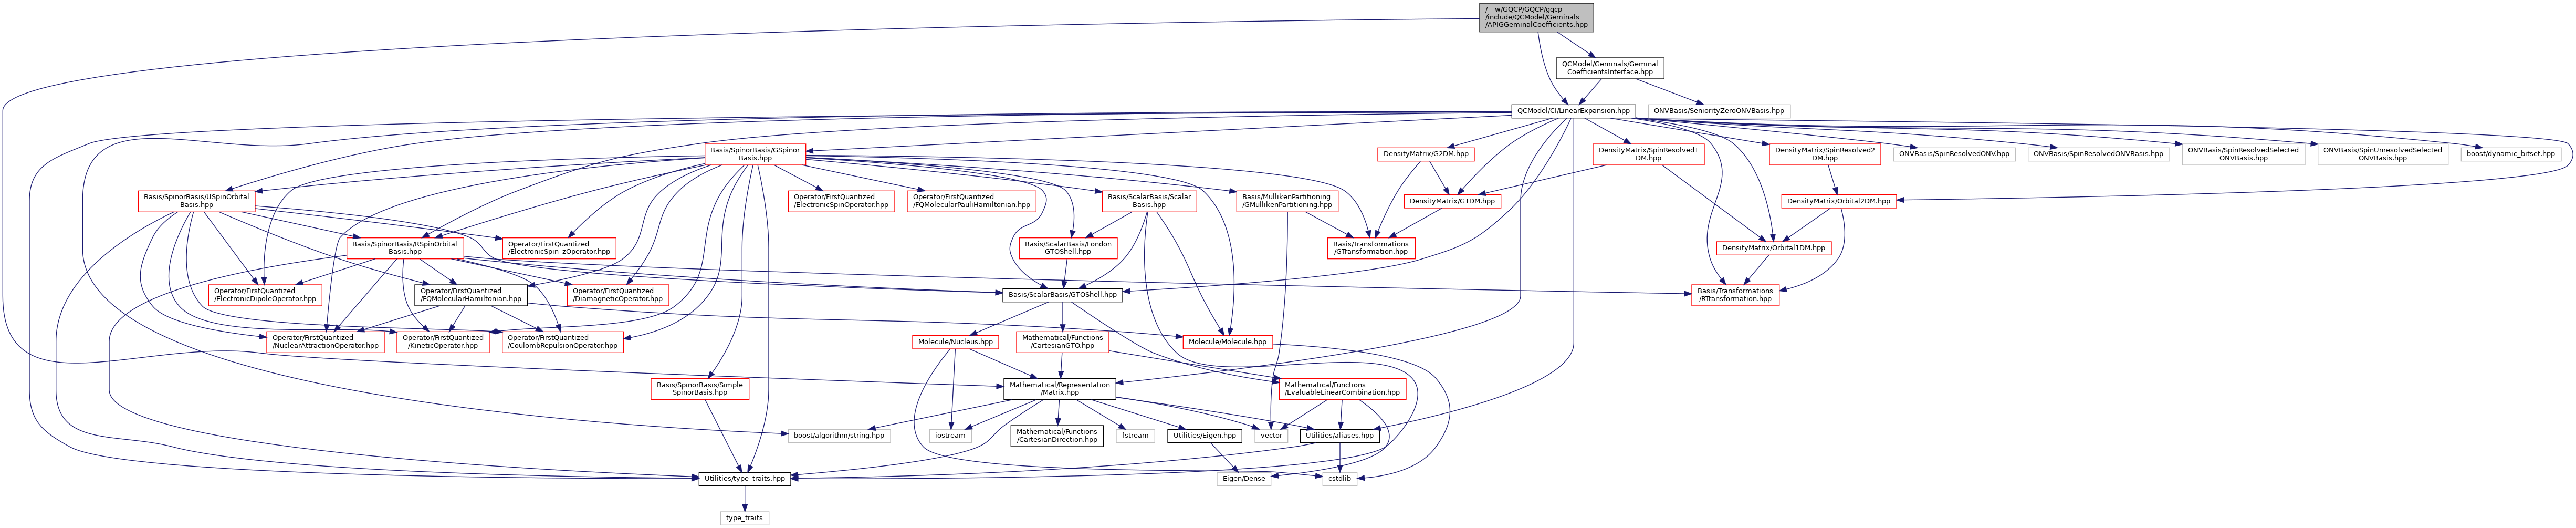 /__w/GQCP/GQCP/gqcp
/include/QCModel/Geminals
/APIGGeminalCoefficients.hpp
QCModel/Geminals/Geminal
CoefficientsInterface.hpp
QCModel/CI/LinearExpansion.hpp
ONVBasis/SeniorityZeroONVBasis.hpp
Basis/SpinorBasis/GSpinor
Basis.hpp
DensityMatrix/G2DM.hpp
DensityMatrix/SpinResolved1
DM.hpp
DensityMatrix/SpinResolved2
DM.hpp
ONVBasis/SpinResolvedONV.hpp
ONVBasis/SpinResolvedONVBasis.hpp
ONVBasis/SpinResolvedSelected
ONVBasis.hpp
ONVBasis/SpinUnresolvedSelected
ONVBasis.hpp
boost/dynamic_bitset.hpp
Basis/SpinorBasis/USpinOrbital
Basis.hpp
Operator/FirstQuantized
/ElectronicSpinOperator.hpp
Operator/FirstQuantized
/FQMolecularPauliHamiltonian.hpp
Basis/ScalarBasis/Scalar
Basis.hpp
Basis/MullikenPartitioning
/GMullikenPartitioning.hpp
DensityMatrix/G1DM.hpp
DensityMatrix/Orbital2DM.hpp
Basis/SpinorBasis/RSpinOrbital
Basis.hpp
Operator/FirstQuantized
/ElectronicSpin_zOperator.hpp
Basis/ScalarBasis/London
GTOShell.hpp
Basis/Transformations
/GTransformation.hpp
DensityMatrix/Orbital1DM.hpp
Operator/FirstQuantized
/ElectronicDipoleOperator.hpp
Operator/FirstQuantized
/FQMolecularHamiltonian.hpp
Operator/FirstQuantized
/DiamagneticOperator.hpp
Basis/ScalarBasis/GTOShell.hpp
Basis/Transformations
/RTransformation.hpp
Operator/FirstQuantized
/NuclearAttractionOperator.hpp
Operator/FirstQuantized
/KineticOperator.hpp
Operator/FirstQuantized
/CoulombRepulsionOperator.hpp
Molecule/Nucleus.hpp
Mathematical/Functions
/CartesianGTO.hpp
Molecule/Molecule.hpp
Basis/SpinorBasis/Simple
SpinorBasis.hpp
Mathematical/Representation
/Matrix.hpp
Mathematical/Functions
/EvaluableLinearCombination.hpp
boost/algorithm/string.hpp
iostream
Mathematical/Functions
/CartesianDirection.hpp
fstream
Utilities/Eigen.hpp
vector
Utilities/aliases.hpp
Utilities/type_traits.hpp
Eigen/Dense
cstdlib
type_traits